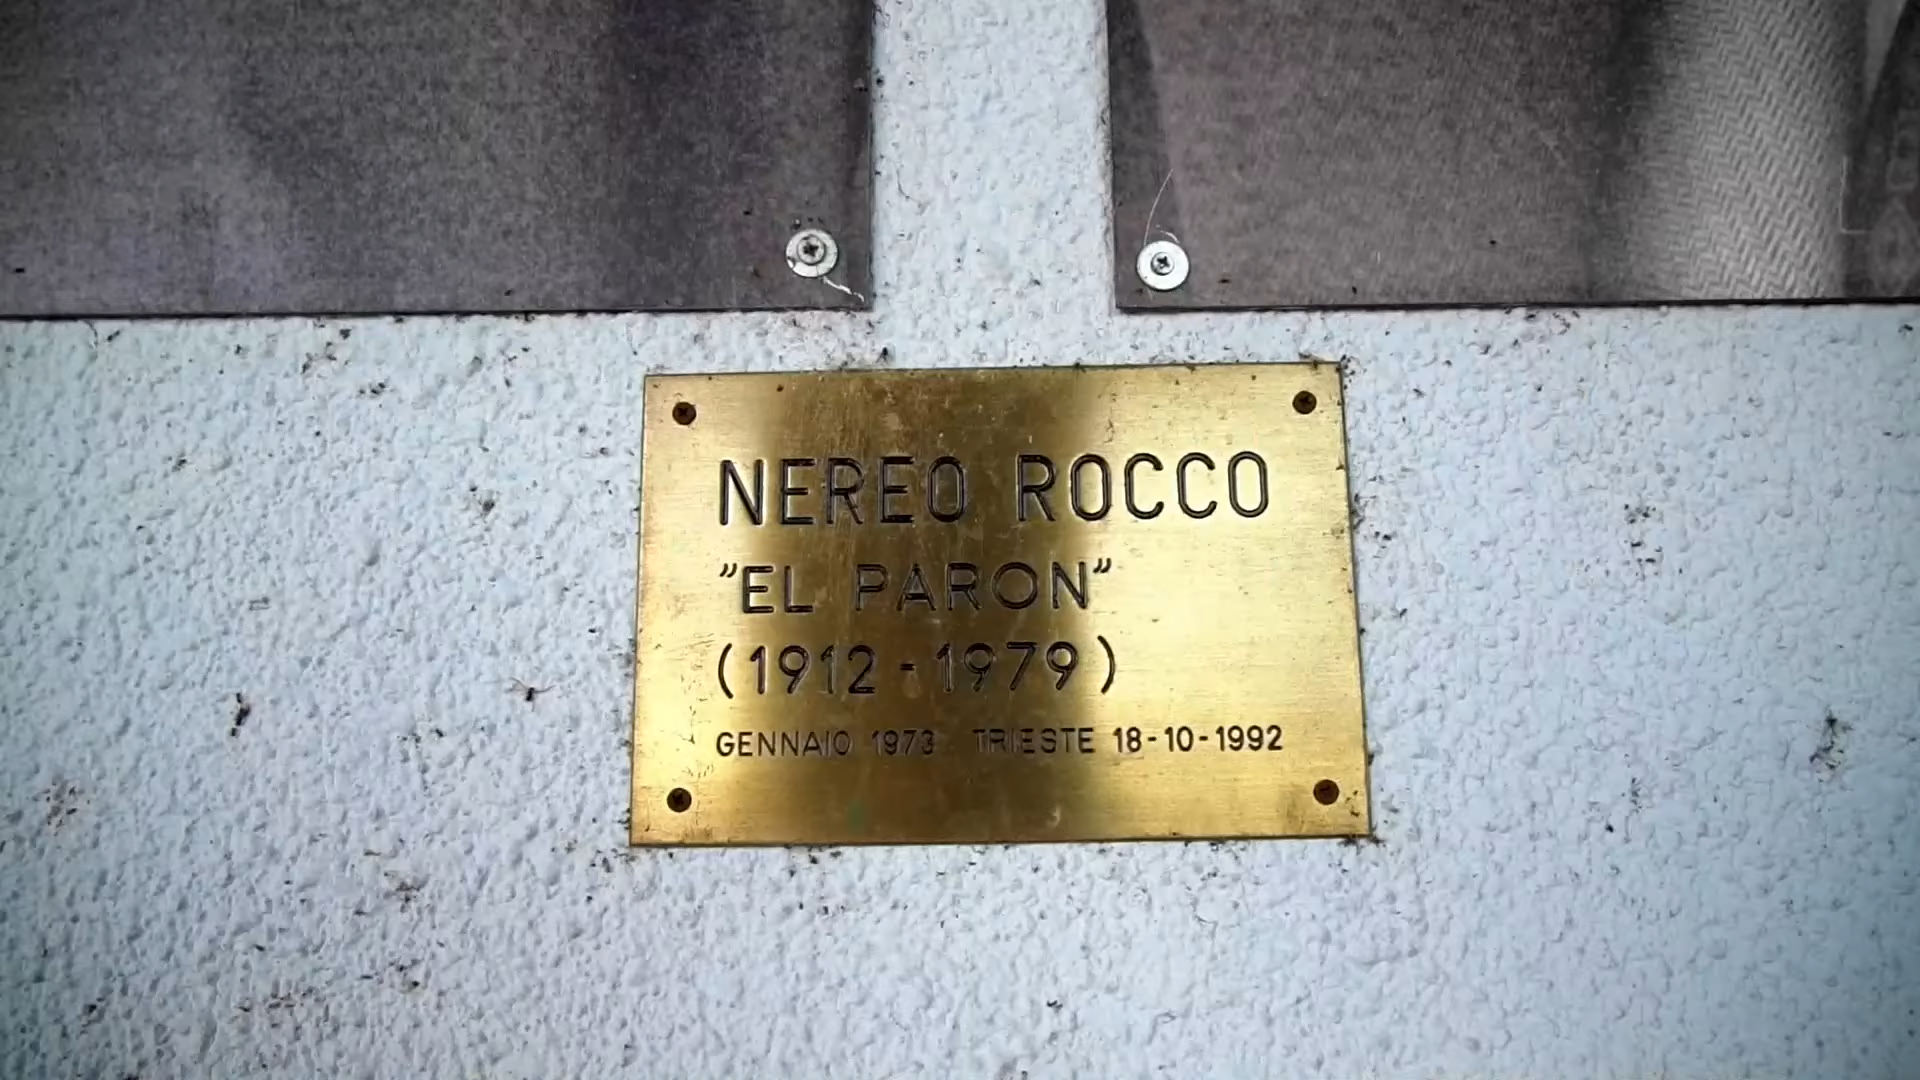 NEREO ROCCO
"EL PARON"
(1912 - 1979)
GENNAIO 1973 TRIESTE 18-10-1992